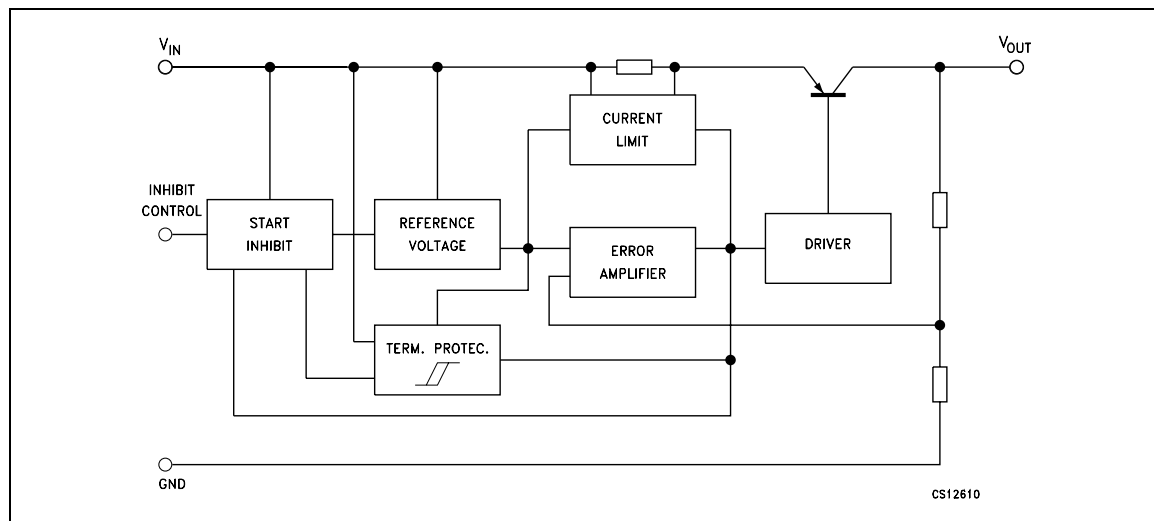 VIN
VOUT
CURRENT
LIMIT
INHIBIT
CONTROL
START
INHIBIT
REFERENCE
VOLTAGE
ERROR
AMPLIFIER
DRIVER
TERM. PROTEC.
GND
CS12610